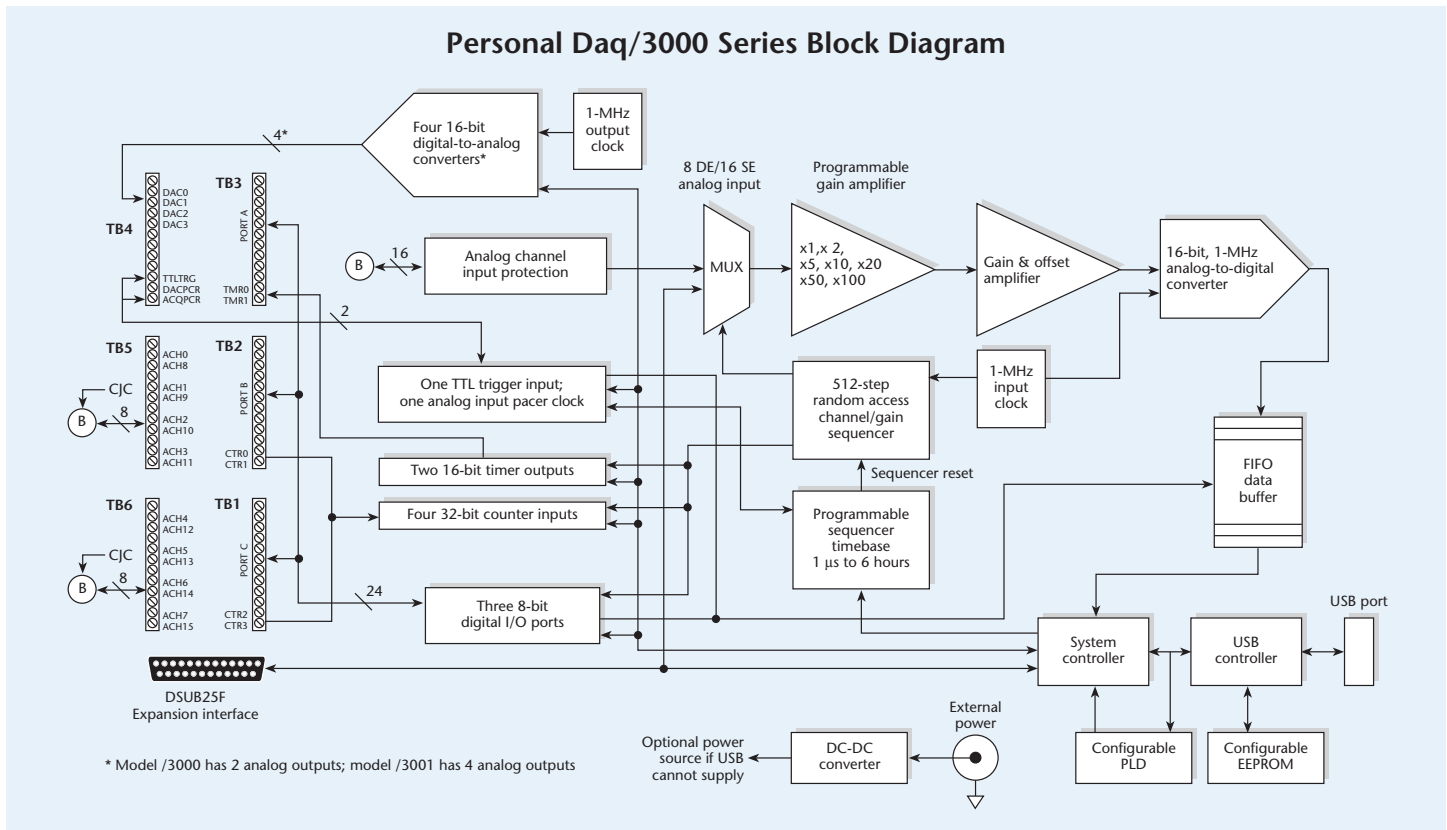 Personal Daq/3000 Series Block Diagram
4*
Four 16-bit
digital-to-analog
converters*
1-MHz
output
clock
8 DE/16 SE
analog input
Programmable
gain amplifier
TB4
DAC0
DAC1
DAC2
DAC3
TTLTRG
DACPCR
ACQPCR
TB3
PORT A
TMR0
TMR1
B
16
Analog channel
input protection
MUX
x1,x 2,
x5, x10, x20
x50, x100
Gain & offset
amplifier
16-bit, 1-MHz
analog-to-digital
converter
2
TB5
ACH0
ACH8
ACH1
ACH9
ACH2
ACH10
ACH3
ACH11
CJC
B
8
TB2
PORT B
CTR0
CTR1
One TTL trigger input;
one analog input pacer clock
512-step
random access
channel/gain
sequencer
1-MHz
input
clock
Two 16-bit timer outputs
Sequencer reset
FIFO
data
buffer
Four 32-bit counter inputs
Programmable
sequencer
timebase
1 µs to 6 hours
TB6
ACH4
ACH12
ACH5
ACH13
ACH6
ACH14
ACH7
ACH15
CJC
B
8
TB1
PORT C
CTR2
CTR3
24
Three 8-bit
digital I/O ports
System
controller
USB
controller
USB port
DSUB25F
Expansion interface
External
power
Optional power
source if USB
cannot supply
DC-DC
converter
Configurable
PLD
Configurable
EEPROM
* Model /3000 has 2 analog outputs; model /3001 has 4 analog outputs